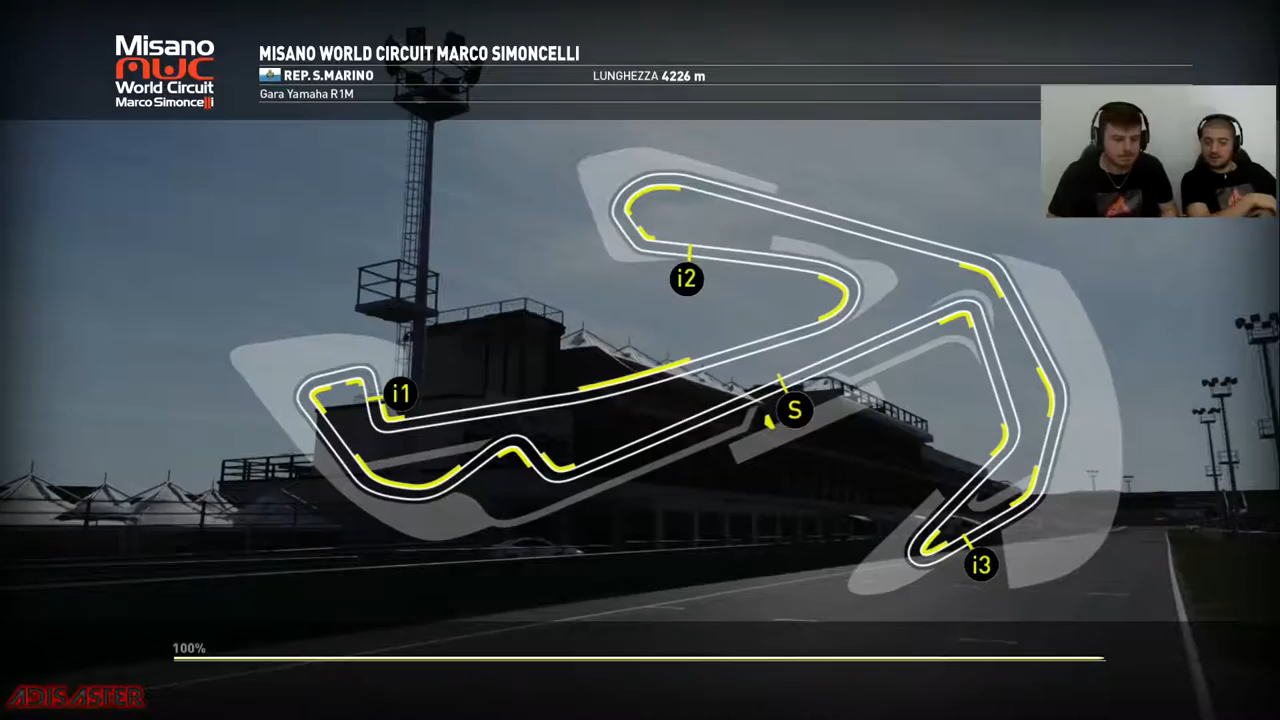 Misano
MWC
World Circuit
Marco Simoncelli
MISANO WORLD CIRCUIT MARCO SIMONCELLI
REP. S.MARINO
LUNGHEZZA 4226 m
Gara Yamaha R1M
i2
i1
S
i3
100%
ADISASTER